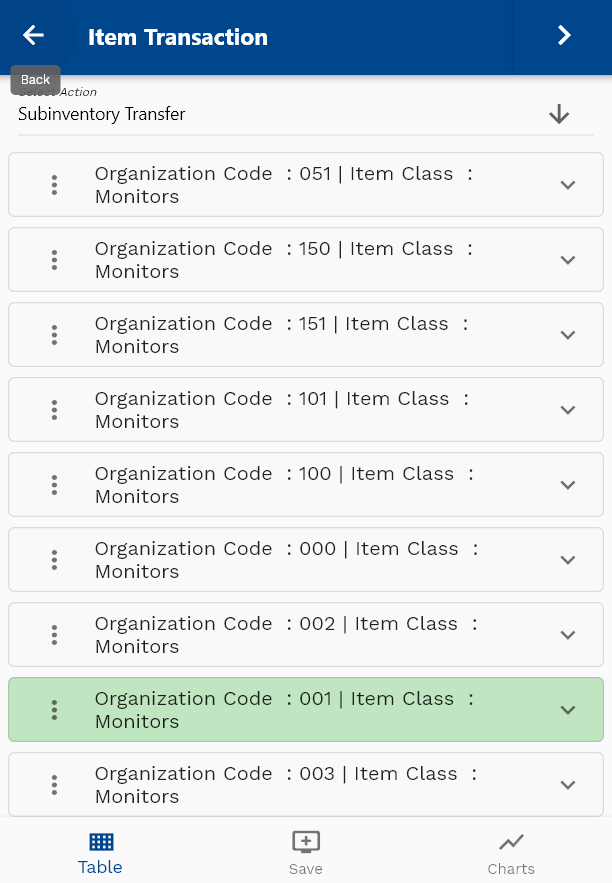 Item Transaction
Back
Select Action
Subinventory Transfer
Organization Code : 051 | Item Class :
Monitors
Organization Code : 150 | Item Class :
Monitors
Organization Code : 151 | Item Class :
Monitors
Organization Code : 101 | Item Class :
Monitors
Organization Code : 100 | Item Class :
Monitors
Organization Code : 000 | Item Class :
Monitors
Organization Code : 002 | Item Class :
Monitors
Organization Code : 001 | Item Class :
Monitors
Organization Code : 003 | Item Class :
Monitors
Table
Save
Charts